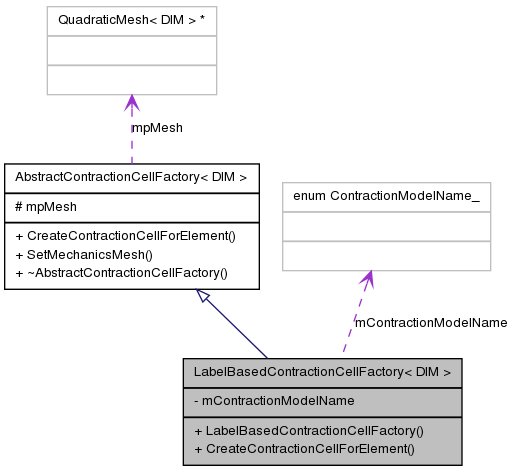 QuadraticMesh< DIM > *
mpMesh
AbstractContractionCellFactory< DIM >
# mpMesh
+ CreateContractionCellForElement()
+ SetMechanicsMesh()
+ ~AbstractContractionCellFactory()
enum ContractionModelName_
mContractionModelName
LabelBasedContractionCellFactory< DIM >
- mContractionModelName
+ LabelBasedContractionCellFactory()
+ CreateContractionCellForElement()